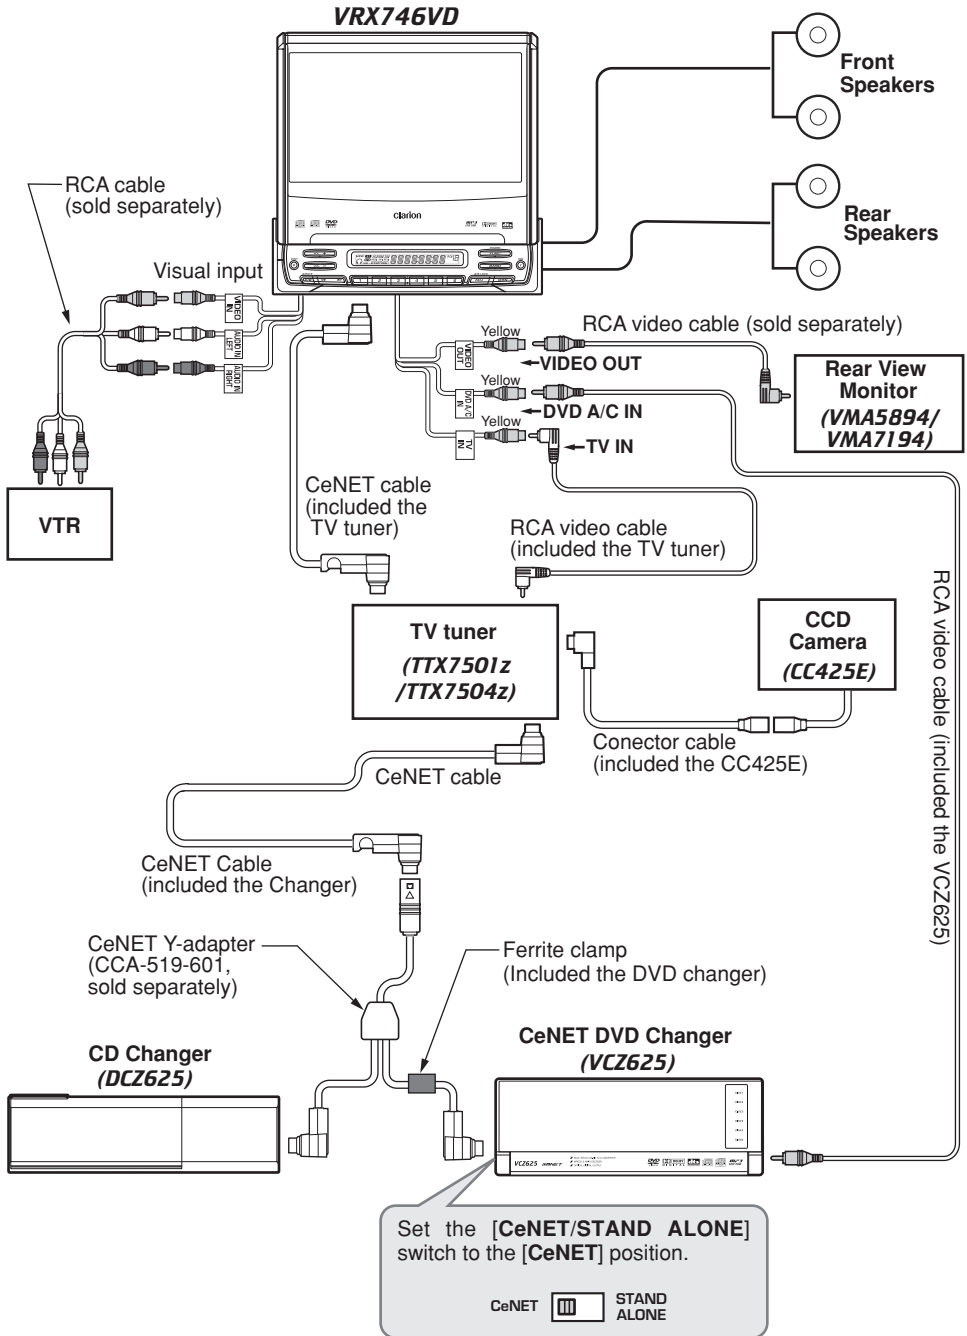 VRX746VD
Front
Speakers
RCA cable
(sold separately)
clarion
Rear
Speakers
Visual input
VIDEO
IN
AUDIO IN
LEFT
AUDIO IN
RIGHT
Yellow
RCA video cable (sold separately)
VIDEO
OUT
VIDEO OUT
Yellow
DVD A/C
IN
DVD A/C IN
Yellow
TV
IN
TV IN
Rear View
Monitor
(VMA5894/
VMA7194)
CeNET cable
(included the
TV tuner)
VTR
RCA video cable
(included the TV tuner)
RCA video cable (included the VCZ625)
TV tuner
(TTX7501z
/TTX7504z)
CCD
Camera
(CC425E)
Conector cable
(included the CC425E)
CeNET cable
CeNET Cable
(included the Changer)
CeNET Y-adapter
(CCA-519-601,
sold separately)
Ferrite clamp
(Included the DVD changer)
CD Changer
(DCZ625)
CeNET DVD Changer
(VCZ625)
VCZ625
Set the [CeNET/STAND ALONE]
switch to the [CeNET] position.
CeNET
STAND
ALONE